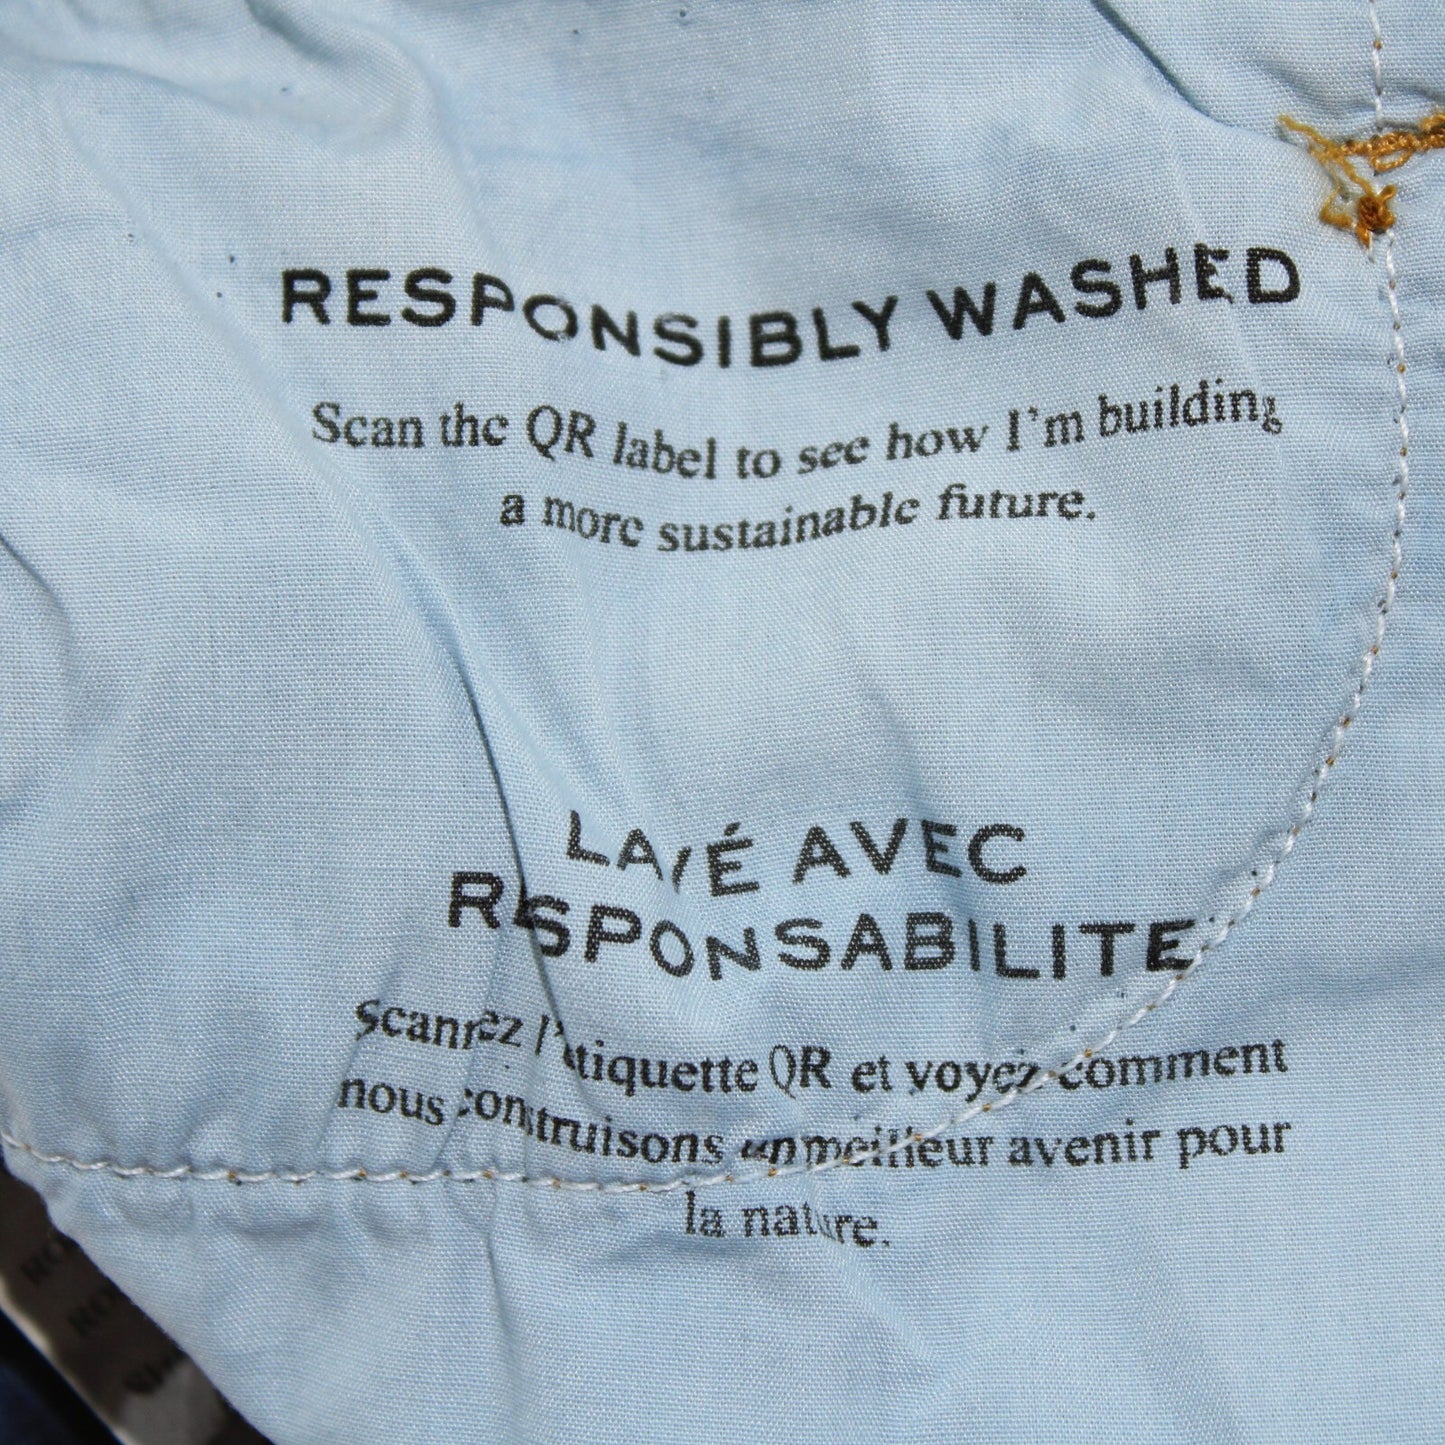 RESPONSIBLY WASHED
Scan the QR label to see how I'm building
a more sustainable future.
LAVÉ AVEC
RESPONSABILITE
Scannez l'étiquette QR et voyez comment
nous construisons un meilleur avenir pour
la nature.